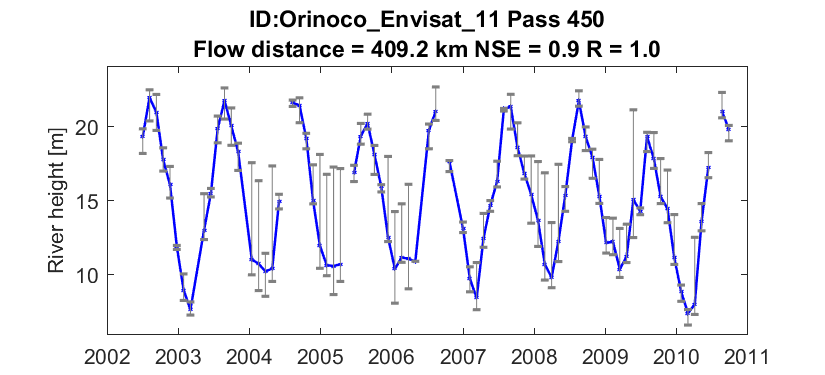 ID:Orinoco_Envisat_11 Pass 450
Flow distance = 409.2 km NSE = 0.9 R = 1.0
River height [m]
20
15
10
2002 2003 2004 2005 2006 2007 2008 2009 2010 2011